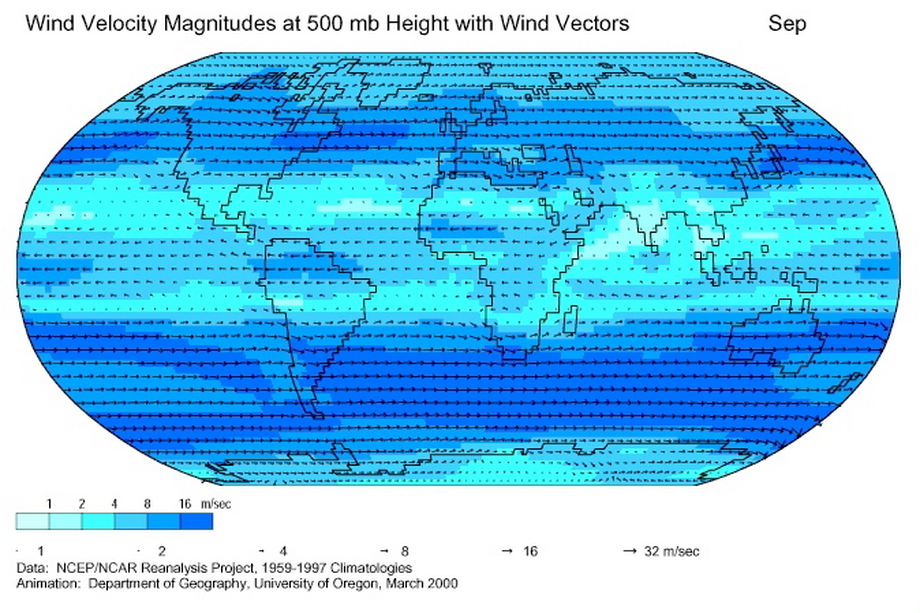 Wind Velocity Magnitudes at 500 mb Height with Wind Vectors Sep
1 2 4 8 16 m/sec
1 2 4 8 16 32 m/sec
Data: NCEP/NCAR Reanalysis Project, 1959-1997 Climatologies
Animation: Department of Geography, University of Oregon, March 2000